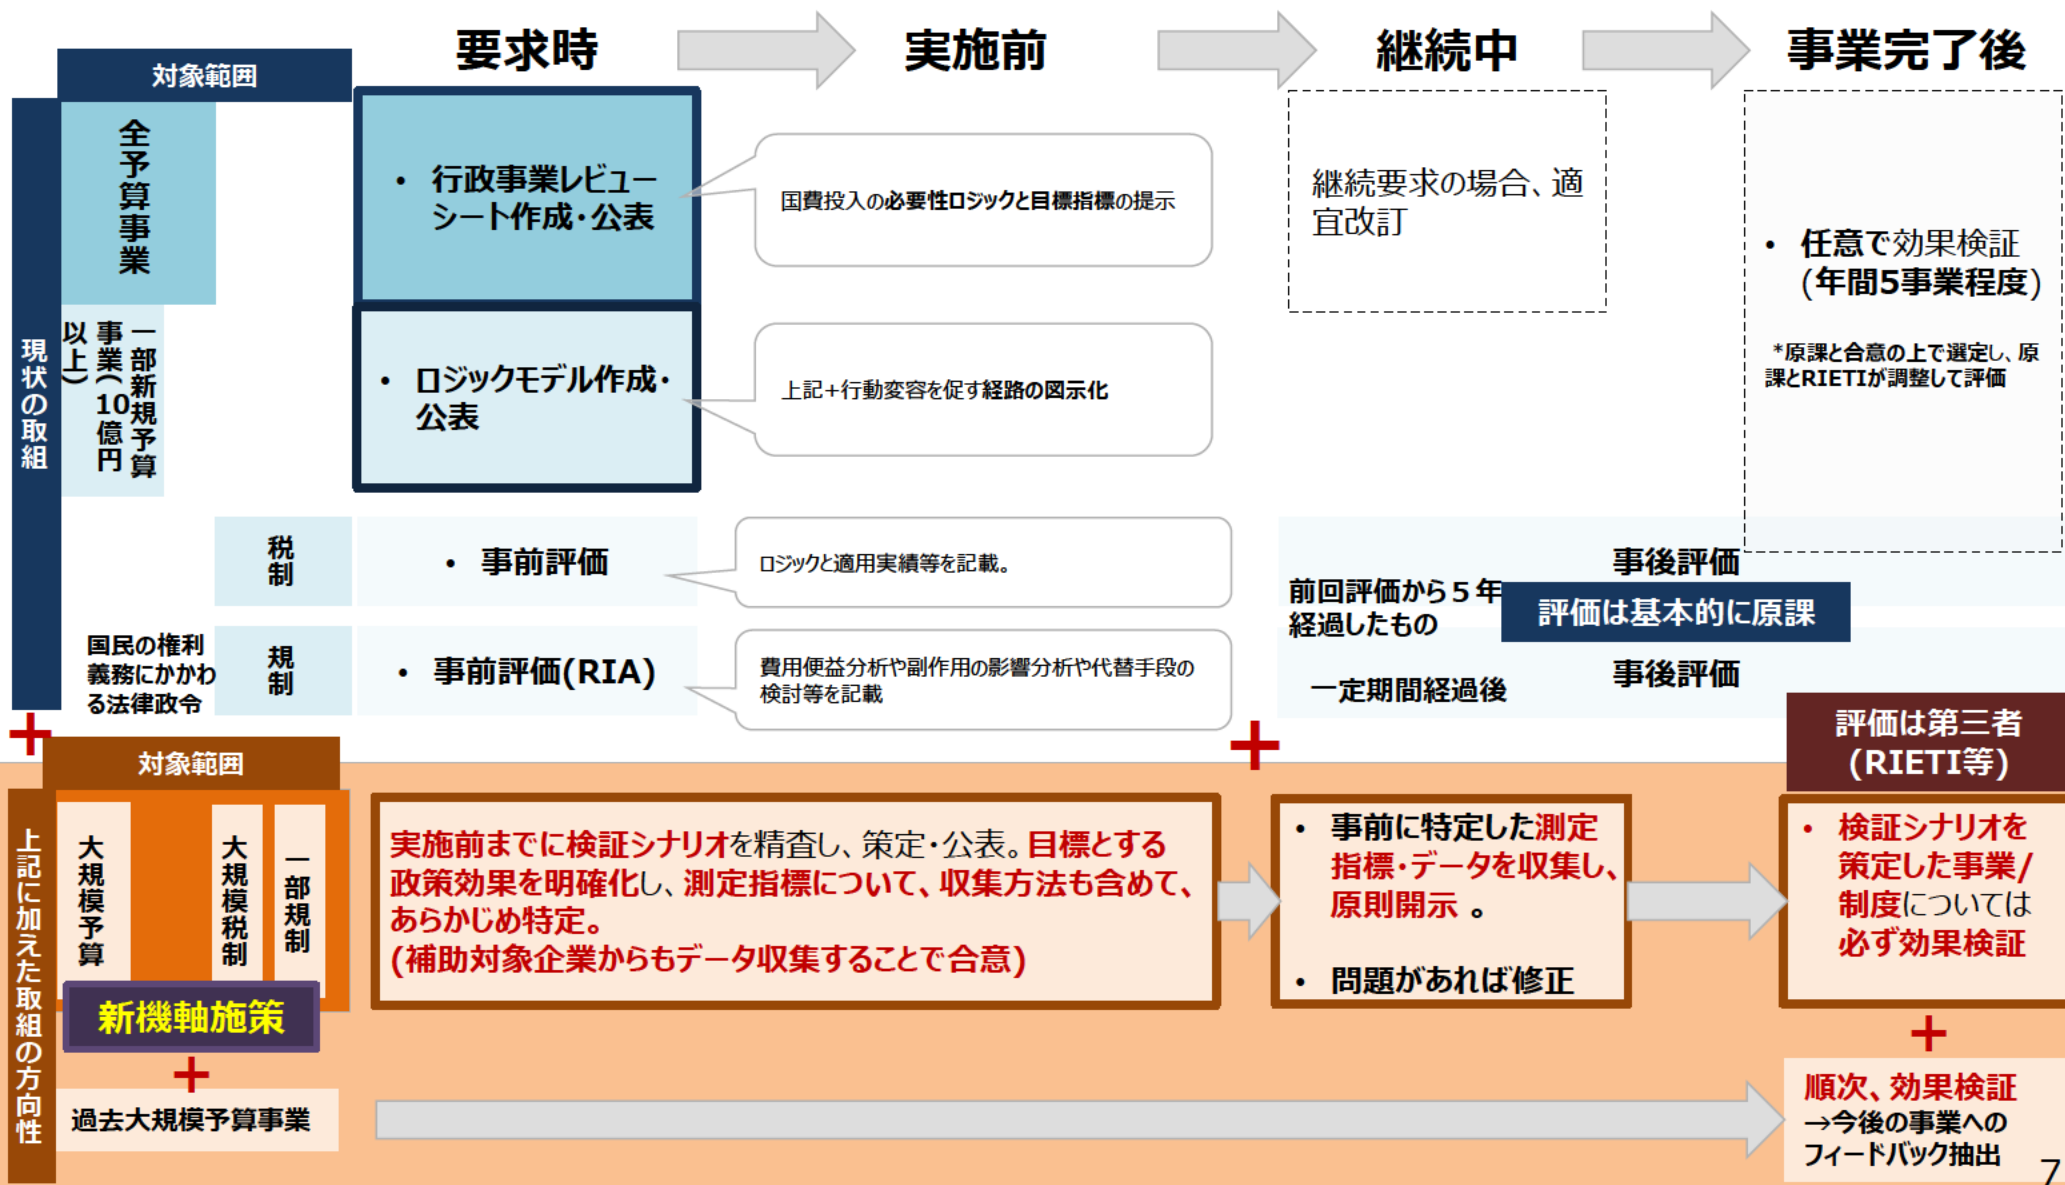 要求時
実施前
継続中
事業完了後
対象範囲
現状の取組
全予算事業
・ 行政事業レビュー
シート作成・公表
国費投入の必要性ロジックと目標指標の提示
継続要求の場合、適
宜改訂
・ 任意で効果検証
(年間5事業程度)
*原課と合意の上で選定し、原
課とRIETIが調整して評価
一部新規予算
事業(10億円
以上)
・ ロジックモデル作成・
公表
上記+行動変容を促す経路の図示化
税制
・ 事前評価
ロジックと適用実績等を記載。
事後評価
前回評価から5年
経過したもの
評価は基本的に原課
国民の権利
義務にかかわ
る法律政令
規制
・ 事前評価(RIA)
費用便益分析や副作用の影響分析や代替手段の
検討等を記載
一定期間経過後
事後評価
+
+
評価は第三者
(RIETI等)
対象範囲
上記に加えた取組の方向性
大規模予算
大規模税制
一部規制
新機軸施策
実施前までに検証シナリオを精査し、策定・公表。目標とする
政策効果を明確化し、測定指標について、収集方法も含めて、
あらかじめ特定。
(補助対象企業からもデータ収集することで合意)
・ 事前に特定した測定
指標・データを収集し、
原則開示 。
・ 問題があれば修正
・ 検証シナリオを
策定した事業/
制度については
必ず効果検証
+
+
過去大規模予算事業
順次、効果検証
→今後の事業への
フィードバック抽出
7